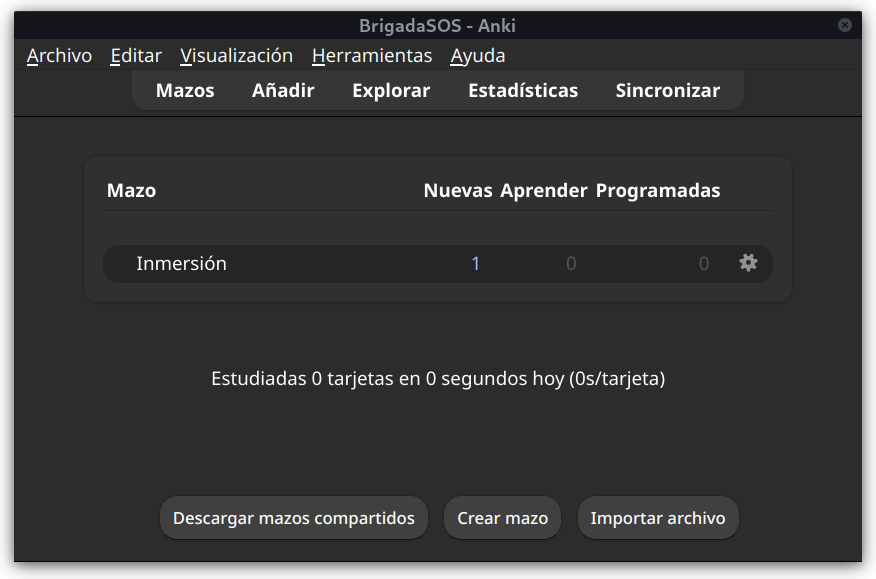 BrigadaSOS - Anki
Archivo Editar Visualización Herramientas Ayuda
Mazos Añadir Explorar Estadísticas Sincronizar
Mazo Nuevas Aprender Programadas
Inmersión 1 0 0
Estudiadas 0 tarjetas en 0 segundos hoy (0s/tarjeta)
Descargar mazos compartidos Crear mazo Importar archivo